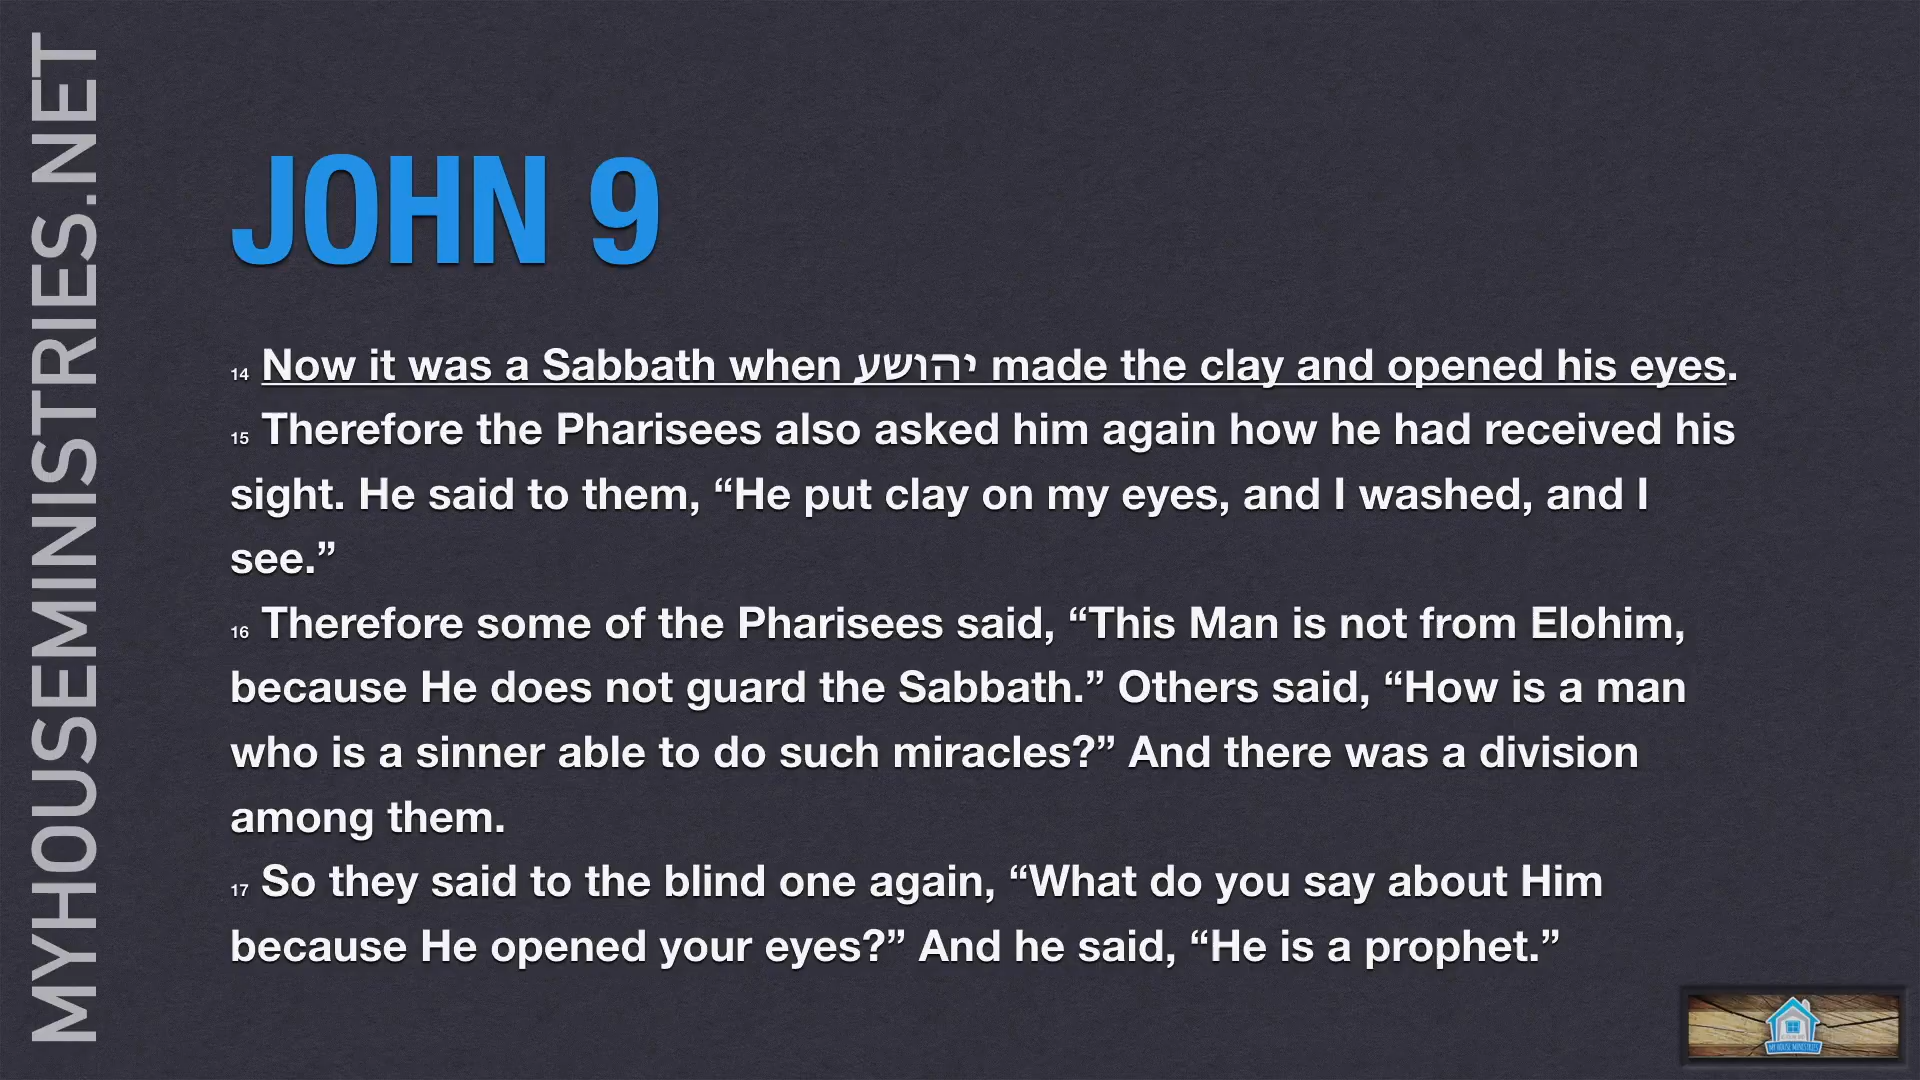 MYHOUSEMINISTRIES.NET
JOHN 9
14 Now it was a Sabbath when יהושע made the clay and opened his eyes.
15 Therefore the Pharisees also asked him again how he had received his
sight. He said to them, “He put clay on my eyes, and I washed, and I
see.”
16 Therefore some of the Pharisees said, “This Man is not from Elohim,
because He does not guard the Sabbath.” Others said, “How is a man
who is a sinner able to do such miracles?” And there was a division
among them.
17 So they said to the blind one again, “What do you say about Him
because He opened your eyes?” And he said, “He is a prophet.”
MY HOUSE MINISTRIES